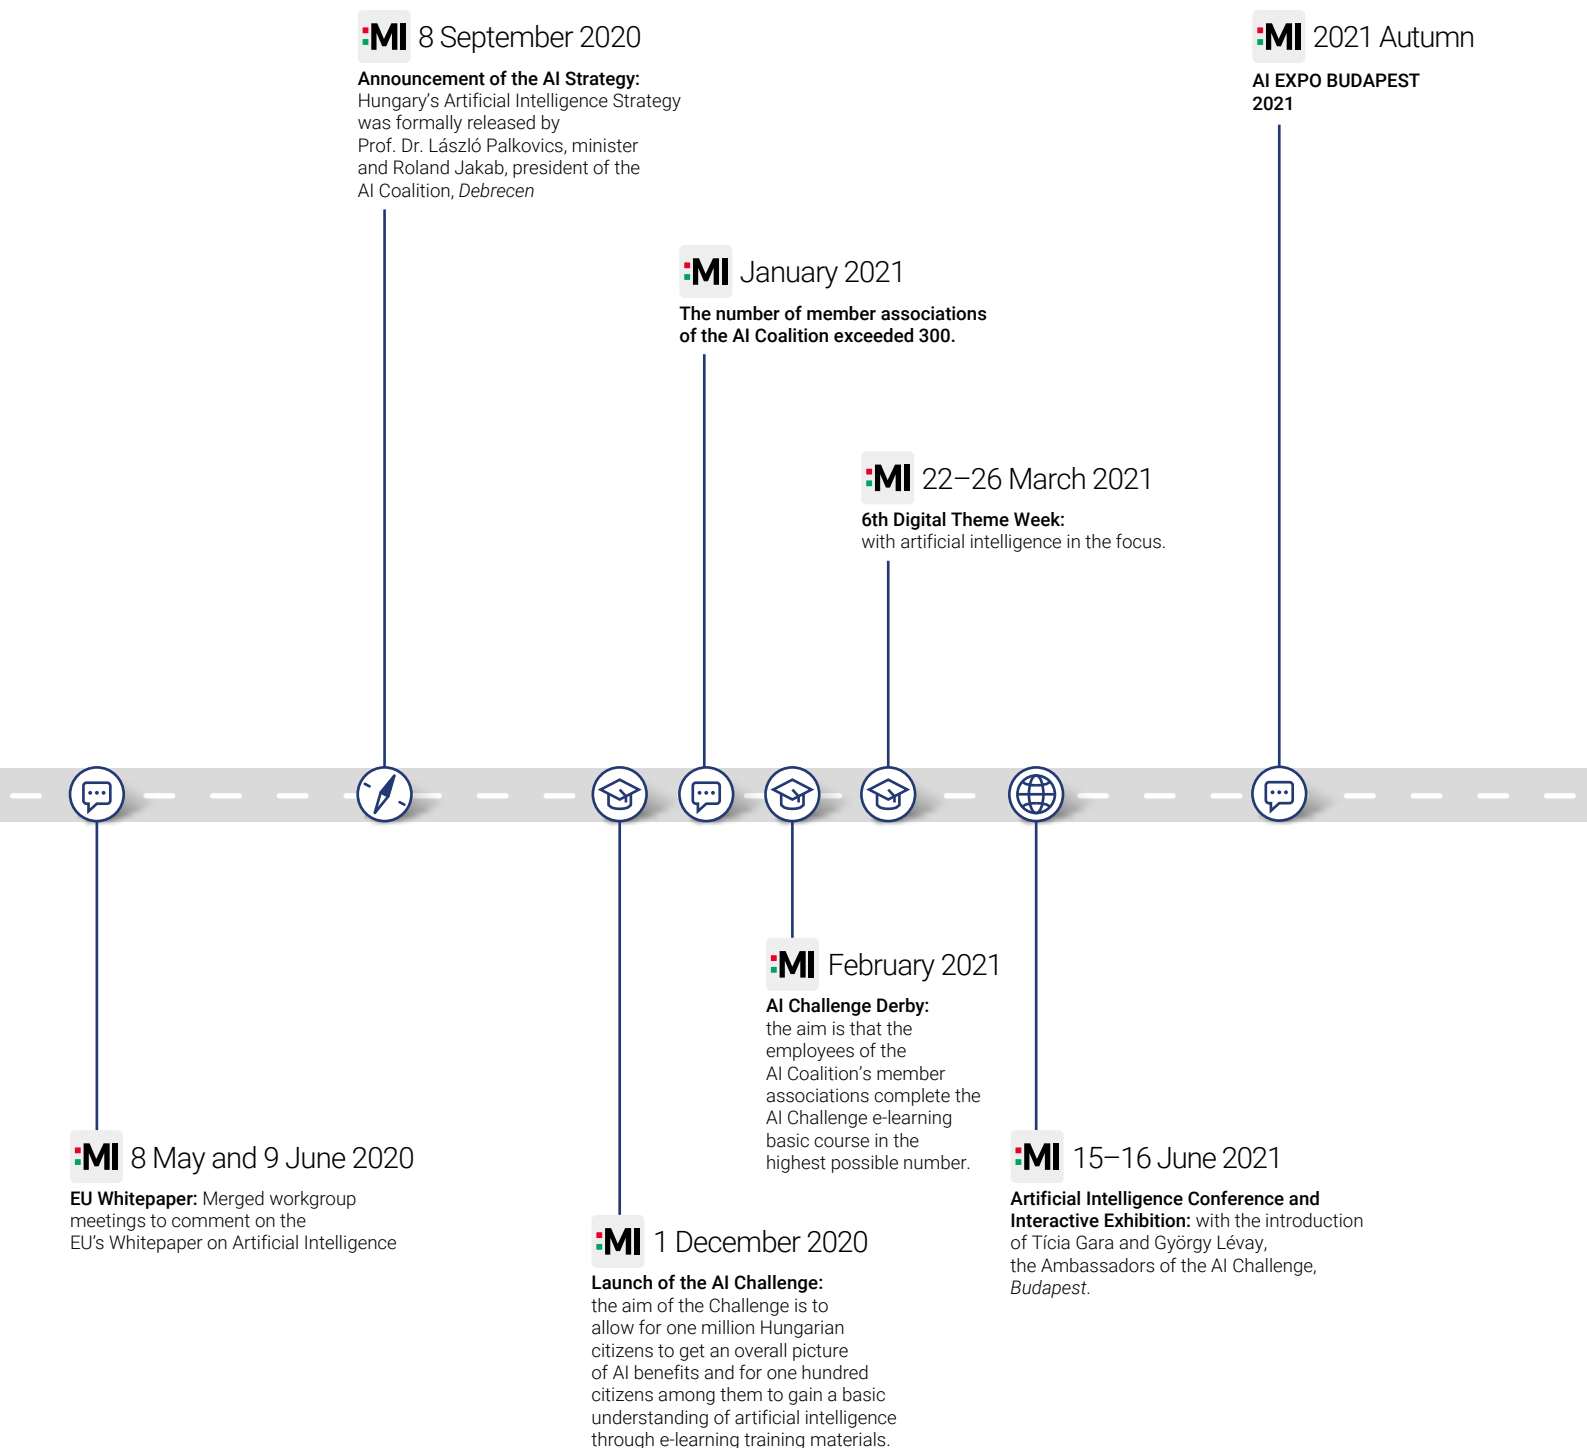 :MI 8 September 2020
Announcement of the AI Strategy:
Hungary's Artificial Intelligence Strategy
was formally released by
Prof. Dr. László Palkovics, minister
and Roland Jakab, president of the
AI Coalition, Debrecen
:MI 2021 Autumn
AI EXPO BUDAPEST
2021
:MI January 2021
The number of member associations
of the AI Coalition exceeded 300.
:MI 22–26 March 2021
6th Digital Theme Week:
with artificial intelligence in the focus.
:MI 8 May and 9 June 2020
EU Whitepaper: Merged workgroup
meetings to comment on the
EU's Whitepaper on Artificial Intelligence
:MI 1 December 2020
Launch of the AI Challenge:
the aim of the Challenge is to
allow for one million Hungarian
citizens to get an overall picture
of AI benefits and for one hundred
citizens among them to gain a basic
understanding of artificial intelligence
through e-learning training materials.
:MI February 2021
AI Challenge Derby:
the aim is that the
employees of the
AI Coalition's member
associations complete the
AI Challenge e-learning
basic course in the
highest possible number.
:MI 15–16 June 2021
Artificial Intelligence Conference and
Interactive Exhibition: with the introduction
of Tícia Gara and György Lévay,
the Ambassadors of the AI Challenge,
Budapest.